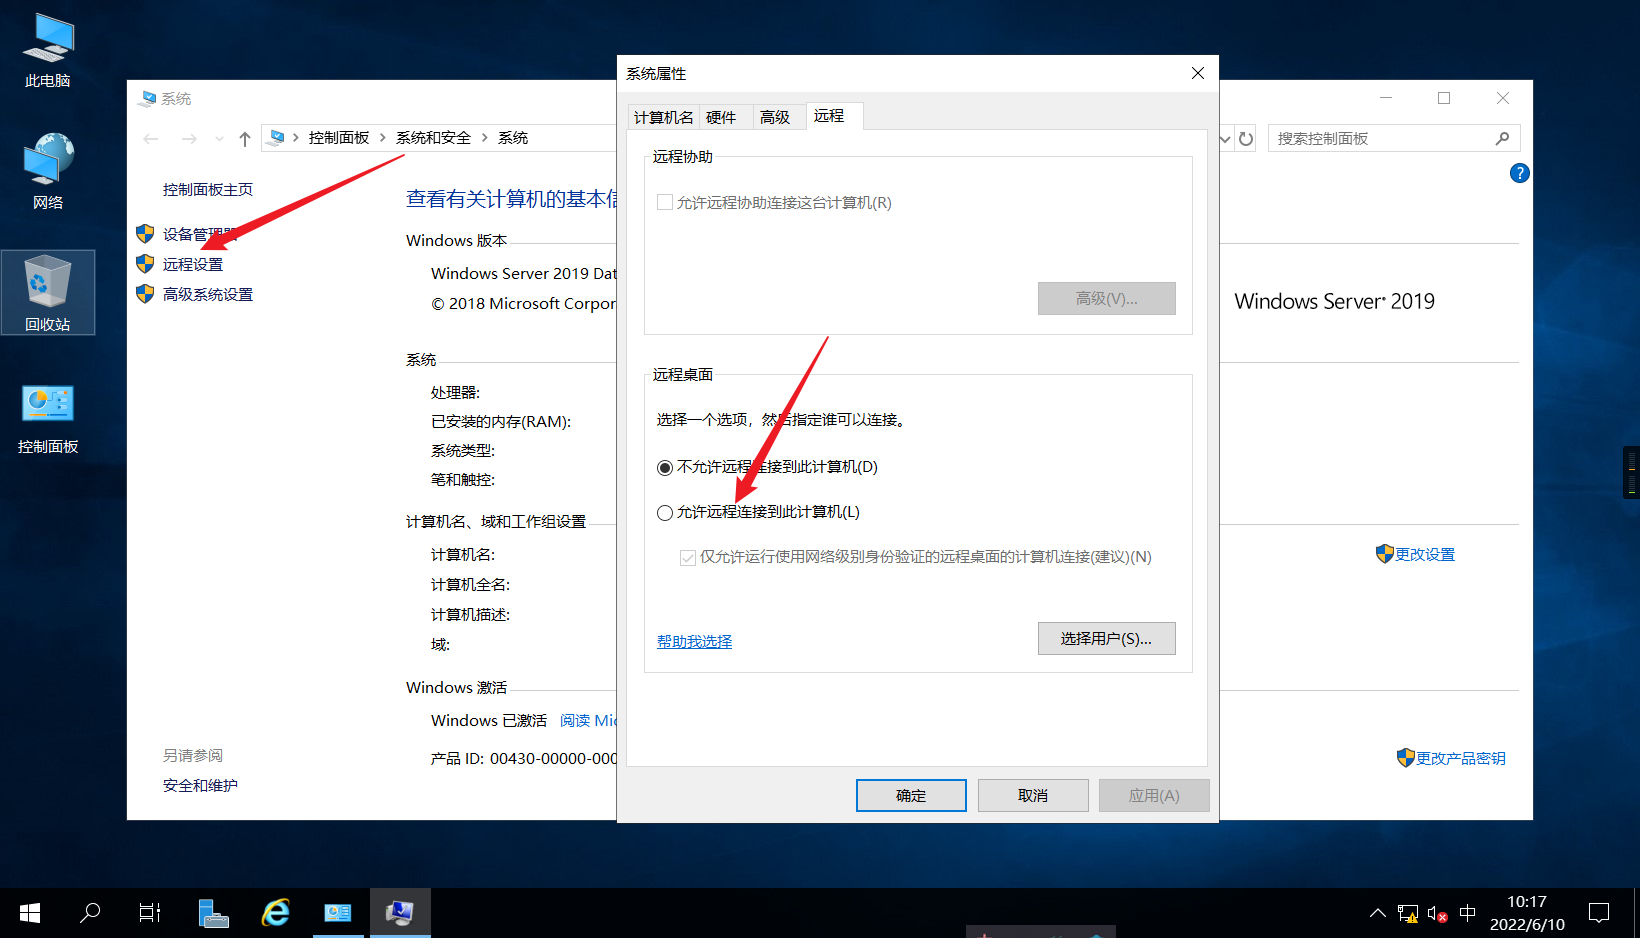 此电脑
网络
回收站
控制面板
系统
控制面板
系统和安全
系统
搜索控制面板
控制面板主页
设备管理器
远程设置
高级系统设置
另请参阅
安全和维护
查看有关计算机的基本信
Windows 版本
Windows Server 2019 Dat
© 2018 Microsoft Corpor
系统
处理器:
已安装的内存(RAM):
系统类型:
笔和触控:
计算机名、域和工作组设置
计算机名:
计算机全名:
计算机描述:
域:
Windows 激活
Windows 已激活 阅读 Mic
产品 ID: 00430-00000-000
Windows Server 2019
更改设置
更改产品密钥
系统属性
计算机名 硬件 高级 远程
远程协助
允许远程协助连接这台计算机(R)
高级(V)...
远程桌面
选择一个选项，然后指定谁可以连接。
不允许远程连接到此计算机(D)
允许远程连接到此计算机(L)
仅允许运行使用网络级别身份验证的远程桌面的计算机连接(建议)(N)
帮助我选择
选择用户(S)...
确定
取消
应用(A)
中
10:17
2022/6/10